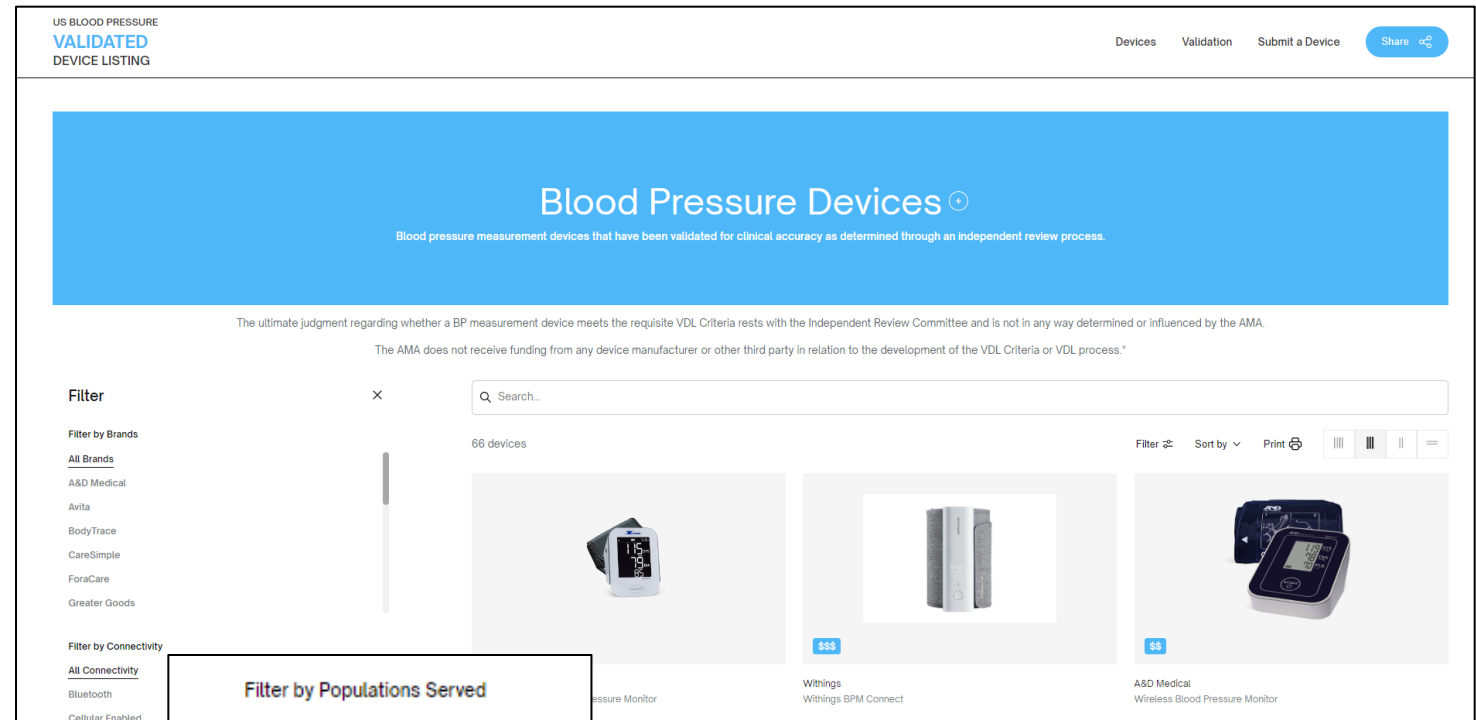 US BLOOD PRESSURE
VALIDATED
DEVICE LISTING
Devices
Validation
Submit a Device
Share
Blood Pressure Devices
Blood pressure measurement devices that have been validated for clinical accuracy as determined through an independent review process.
The ultimate judgment regarding whether a BP measurement device meets the requisite VDL Criteria rests with the Independent Review Committee and is not in any way determined or influenced by the AMA.
The AMA does not receive funding from any device manufacturer or other third party in relation to the development of the VDL Criteria or VDL process.*
Filter
Filter by Brands
All Brands
A&D Medical
Avita
BodyTrace
CareSimple
ForaCare
Greater Goods
Filter by Connectivity
All Connectivity
Bluetooth
Cellular Enabled
Filter by Populations Served
Search...
66 devices
Filter
Sort by
Print
essure Monitor
$$$
Withings
Withings BPM Connect
$$
A&D Medical
Wireless Blood Pressure Monitor